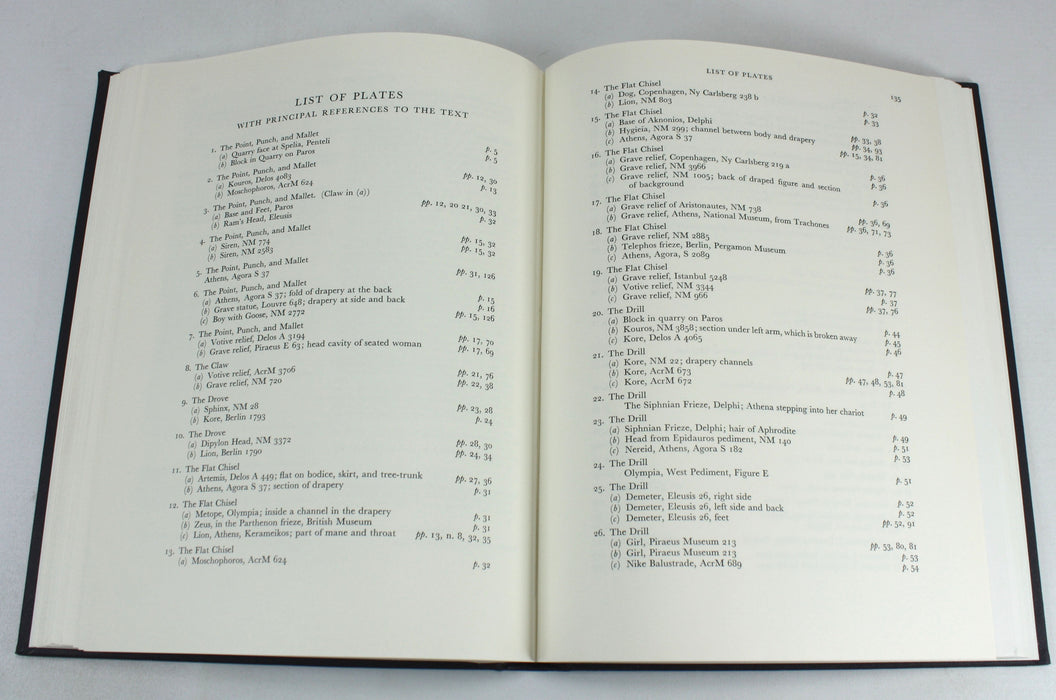 LIST OF PLATES
WITH PRINCIPAL REFERENCES TO THE TEXT
1. The Point, Punch, and Mallet
(a) Quarry face at Spelia, Penteli p. 5
(b) Block in Quarry on Paros p. 5
2. The Point, Punch, and Mallet
(a) Kouros, Delos 4083 pp. 12, 30
(b) Moschophoros, AcrM 624 p. 13
3. The Point, Punch, and Mallet. (Claw in (a))
(a) Base and Feet, Paros pp. 12, 20 21, 30, 33
(b) Ram's Head, Eleusis p. 32
4. The Point, Punch, and Mallet
(a) Siren, NM 774 pp. 15, 32
(b) Siren, NM 2583 pp. 15, 32
5. The Point, Punch, and Mallet
Athens, Agora S 37 pp. 31, 126
6. The Point, Punch, and Mallet
(a) Athens, Agora S 37; fold of drapery at the back p. 15
(b) Grave statue, Louvre 648; drapery at side and back p. 16
(c) Boy with Goose, NM 2772 pp. 15, 126
7. The Point, Punch, and Mallet
(a) Votive relief, Delos A 3194 pp. 17, 70
(b) Grave relief, Piraeus E 63; head cavity of seated woman pp. 17, 69
8. The Claw
(a) Votive relief, AcrM 3706 pp. 21, 76
(b) Grave relief, NM 720 pp. 22, 38
9. The Drove
(a) Sphinx, NM 28 pp. 23, 28
(b) Kore, Berlin 1793 p. 24
10. The Drove
(a) Dipylon Head, NM 3372 pp. 28, 30
(b) Lion, Berlin 1790 pp. 24, 34
11. The Flat Chisel
(a) Artemis, Delos A 449; flat on bodice, skirt, and tree-trunk pp. 27, 36
(b) Athens, Agora S 37; section of drapery p. 31
12. The Flat Chisel
(a) Metope, Olympia; inside a channel in the drapery p. 31
(b) Zeus, in the Parthenon frieze, British Museum p. 31
(c) Lion, Athens, Kerameikos; part of mane and throat pp. 13, n. 8, 32, 35
13. The Flat Chisel
(a) Moschophoros, AcrM 624 p. 32
LIST OF PLATES 135
14. The Flat Chisel
(a) Dog, Copenhagen, Ny Carlsberg 238 b p. 32
(b) Lion, NM 803 p. 33
15. The Flat Chisel
(a) Base of Aknonios, Delphi pp. 33, 38
(b) Hygieia, NM 299; channel between body and drapery pp. 34, 93
(c) Athens, Agora S 37 pp. 15, 34, 81
16. The Flat Chisel
(a) Grave relief, Copenhagen, Ny Carlsberg 219 a p. 36
(b) Grave relief, NM 3966 p. 36
(c) Grave relief, NM 1005; back of draped figure and section
of background p. 36
17. The Flat Chisel
(a) Grave relief of Aristonautes, NM 738 pp. 36, 69
(b) Grave relief, Athens, National Museum, from Trachones pp. 36, 71, 73
18. The Flat Chisel
(a) Grave relief, NM 2885 p. 36
(b) Telephos frieze, Berlin, Pergamon Museum p. 36
(c) Athens, Agora, S 2089 p. 36
19. The Flat Chisel
(a) Grave relief, Istanbul 5248 pp. 37, 77
(b) Votive relief, NM 3344 p. 37
(c) Grave relief, NM 966 pp. 37, 76
20. The Drill
(a) Block in quarry on Paros p. 44
(b) Kouros, NM 3858; section under left arm, which is broken away p. 45
(c) Kore, Delos A 4065 p. 46
21. The Drill
(a) Kore, NM 22; drapery channels p. 47
(b) Kore, AcrM 673 pp. 47, 48, 53, 81
(c) Kore, AcrM 672 p. 48
22. The Drill
The Siphnian Frieze, Delphi; Athena stepping into her chariot p. 49
23. The Drill
(a) Siphnian Frieze, Delphi; hair of Aphrodite p. 49
(b) Head from Epidauros pediment, NM 140 p. 51
(c) Nereid, Athens, Agora S 182 p. 53
24. The Drill
Olympia, West Pediment, Figure E p. 51
25. The Drill
(a) Demeter, Eleusis 26, right side p. 52
(b) Demeter, Eleusis 26, left side and back p. 52
(c) Demeter, Eleusis 26, feet pp. 52, 91
26. The Drill
(a) Girl, Piraeus Museum 213 pp. 53, 80, 81
(b) Girl, Piraeus Museum 213 p. 53
(c) Nike Balustrade, AcrM 689 p. 54